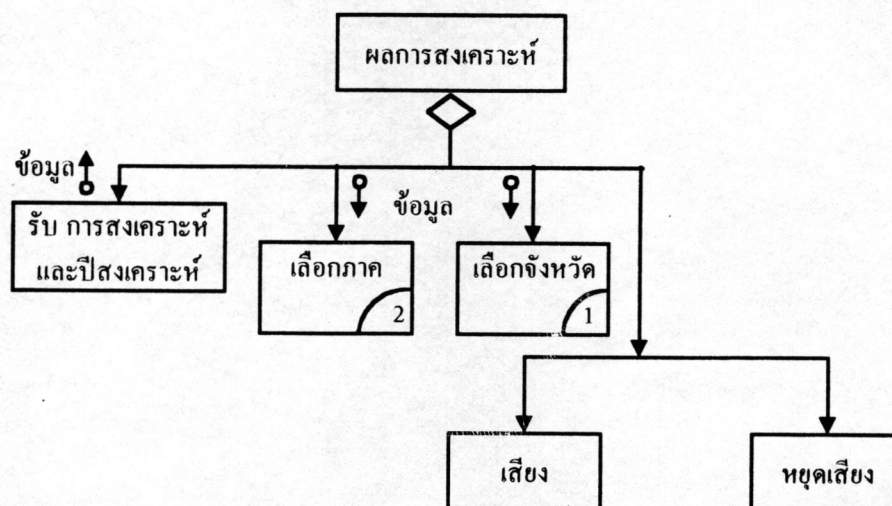 ผลการสงเคราะห์
ข้อมูล
ข้อมูล
รับ การสงเคราะห์
และปีสงเคราะห์
เลือกภาค
2
เลือกจังหวัด
1
เสียง
หยุดเสียง